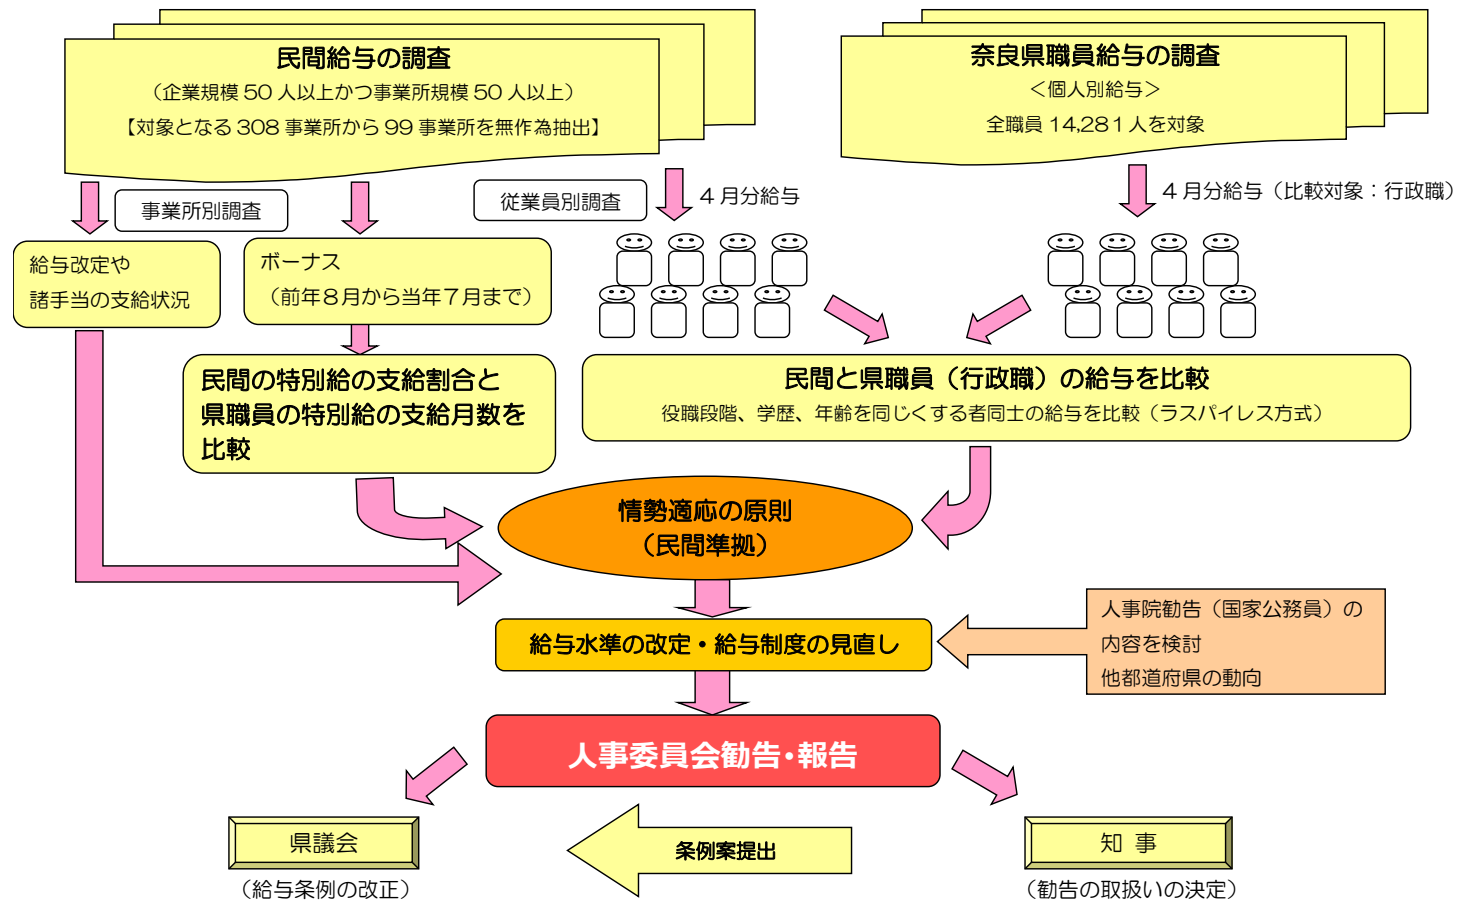 民間給与の調査
（企業規模 50 人以上かつ事業所規模 50 人以上）
【対象となる 308 事業所から 99 事業所を無作為抽出】
奈良県職員給与の調査
＜個人別給与＞
全職員 14,281人を対象
事業所別調査
従業員別調査
４月分給与
４月分給与（比較対象：行政職）
給与改定や
諸手当の支給状況
ボーナス
（前年８月から当年７月まで）
民間の特別給の支給割合と
県職員の特別給の支給月数を
比較
民間と県職員（行政職）の給与を比較
役職段階、学歴、年齢を同じくする者同士の給与を比較（ラスパイレス方式）
情勢適応の原則
（民間準拠）
給与水準の改定・給与制度の見直し
人事院勧告（国家公務員）の
内容を検討
他都道府県の動向
人事委員会勧告・報告
県議会
（給与条例の改正）
条例案提出
知 事
（勧告の取扱いの決定）